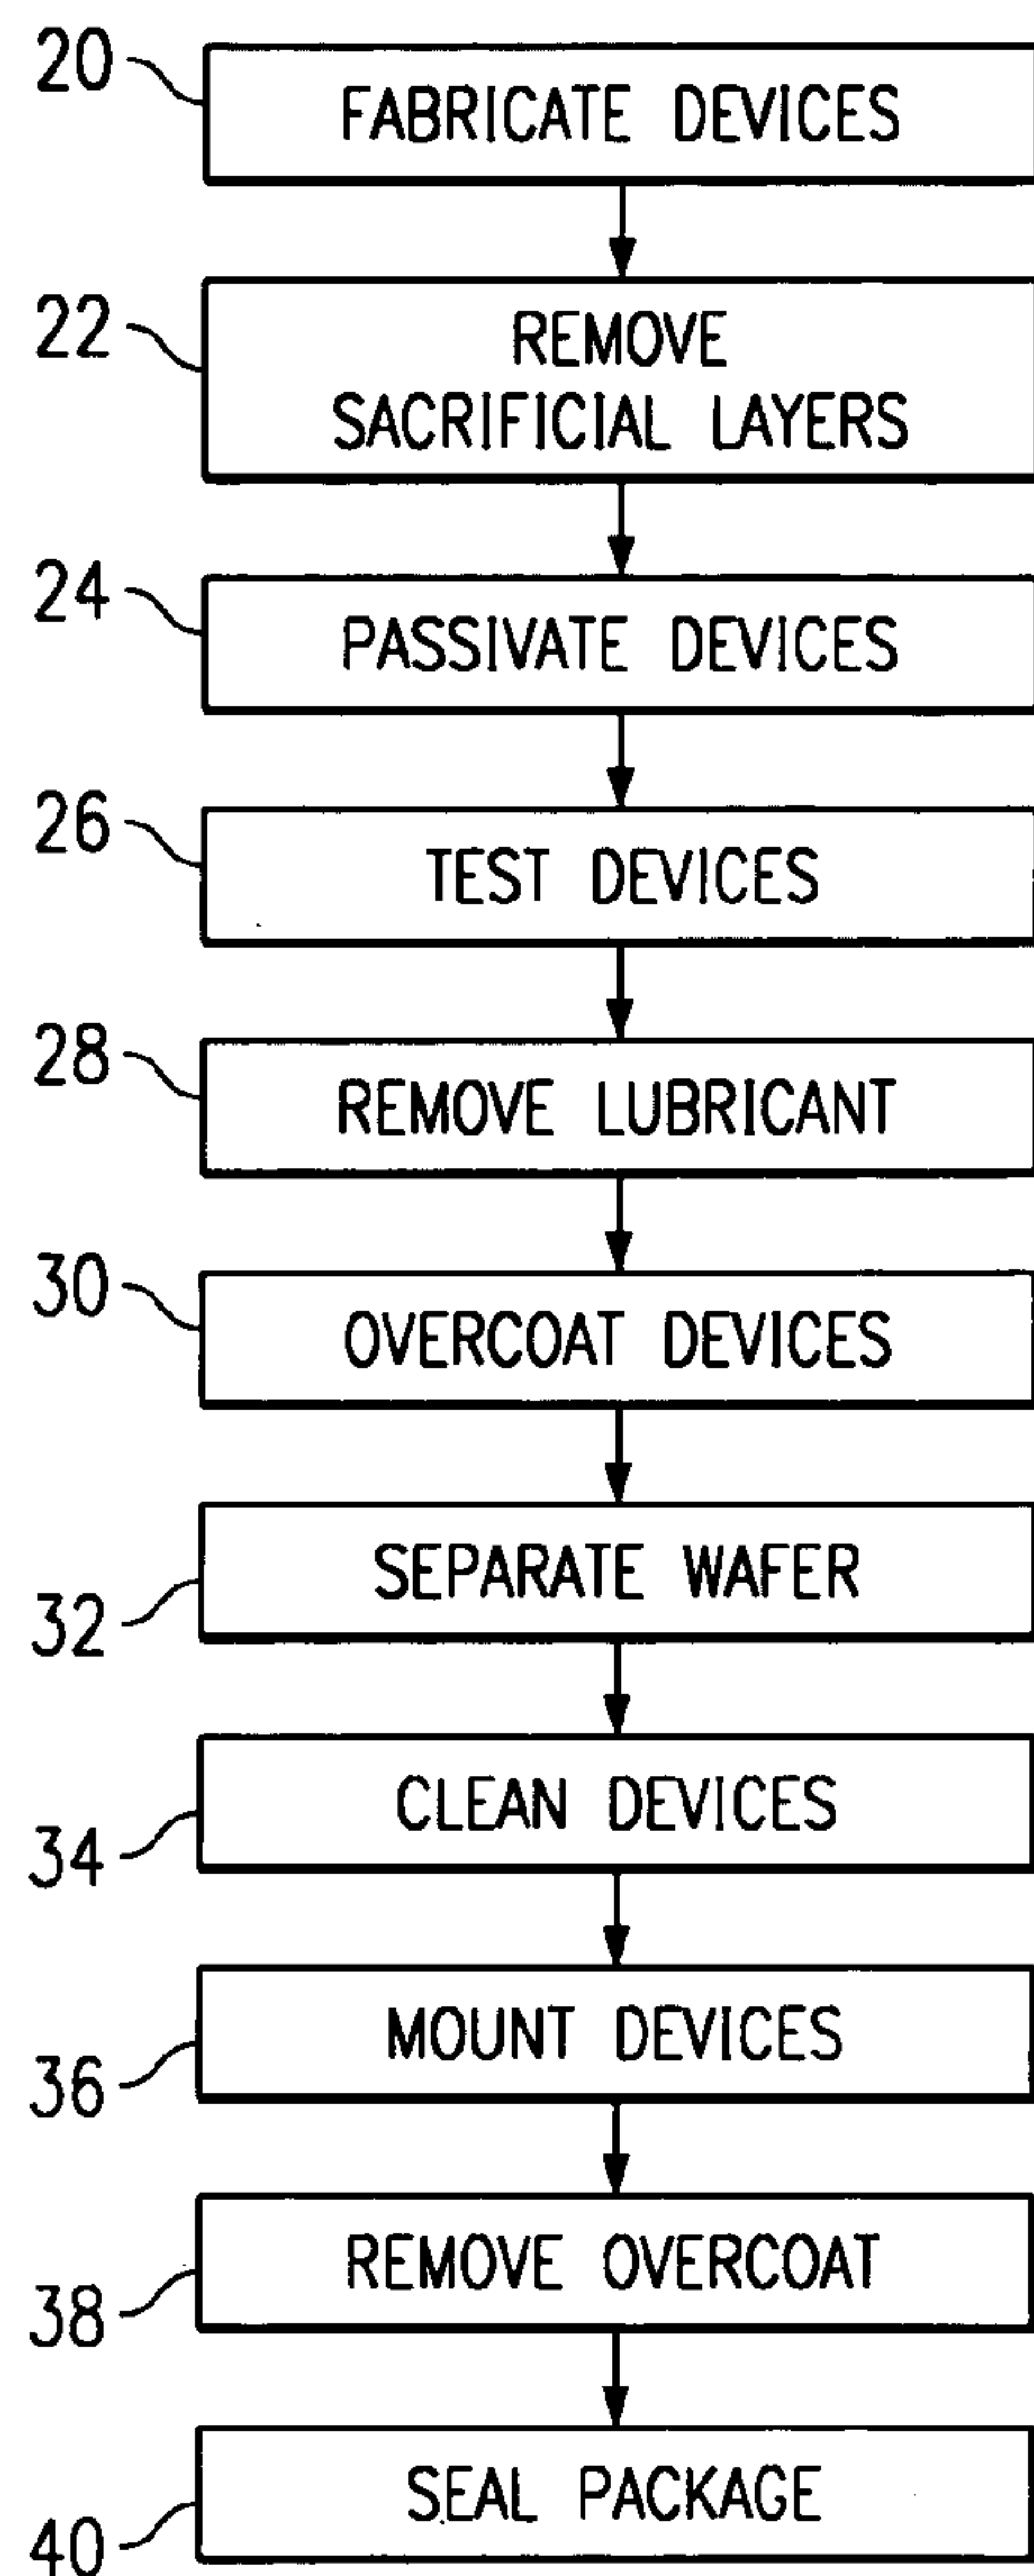 20
FABRICATE DEVICES
22
REMOVE
SACRIFICIAL LAYERS
24
PASSIVATE DEVICES
26
TEST DEVICES
28
REMOVE LUBRICANT
30
OVERCOAT DEVICES
32
SEPARATE WAFER
34
CLEAN DEVICES
36
MOUNT DEVICES
38
REMOVE OVERCOAT
40
SEAL PACKAGE